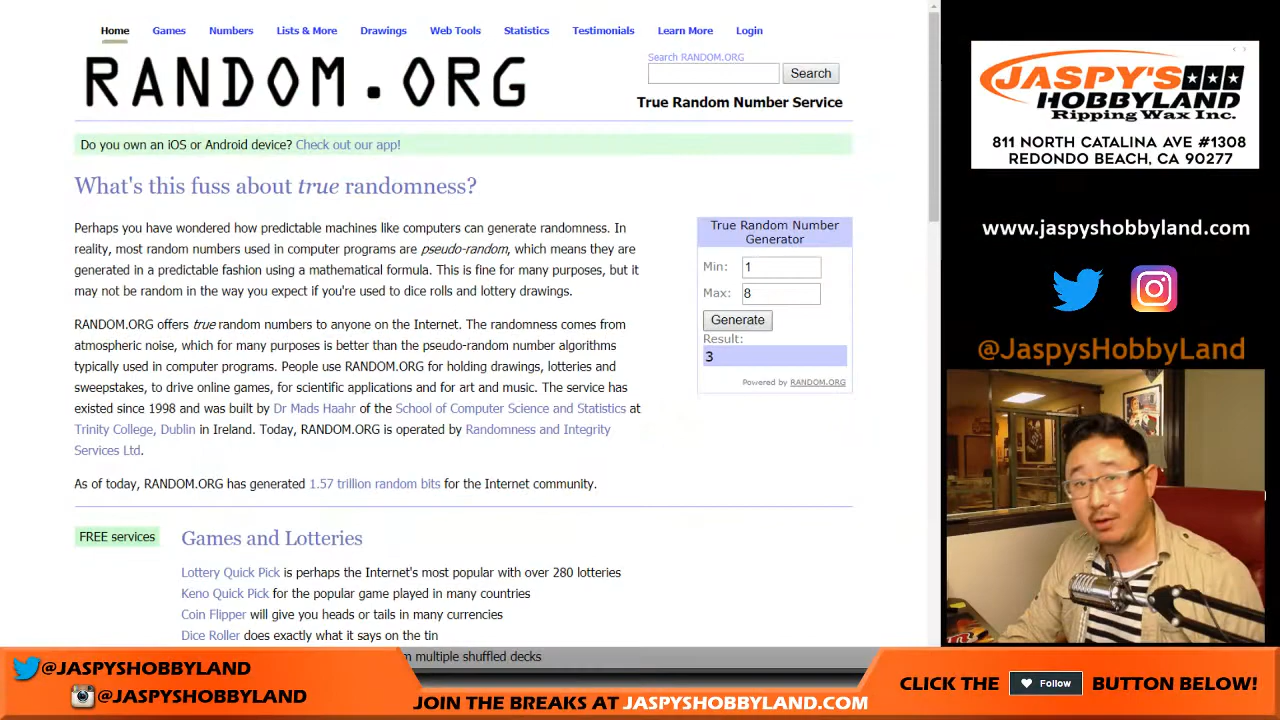 Home Games Numbers Lists & More Drawings Web Tools Statistics Testimonials Learn More Login
RANDOM.ORG
Search RANDOM.ORG
Search
True Random Number Service
Do you own an iOS or Android device? Check out our app!
What's this fuss about true randomness?
Perhaps you have wondered how predictable machines like computers can generate randomness. In
reality, most random numbers used in computer programs are pseudo-random, which means they are
generated in a predictable fashion using a mathematical formula. This is fine for many purposes, but it
may not be random in the way you expect if you're used to dice rolls and lottery drawings.
RANDOM.ORG offers true random numbers to anyone on the Internet. The randomness comes from
atmospheric noise, which for many purposes is better than the pseudo-random number algorithms
typically used in computer programs. People use RANDOM.ORG for holding drawings, lotteries and
sweepstakes, to drive online games, for scientific applications and for art and music. The service has
existed since 1998 and was built by Dr Mads Haahr of the School of Computer Science and Statistics at
Trinity College, Dublin in Ireland. Today, RANDOM.ORG is operated by Randomness and Integrity
Services Ltd.
As of today, RANDOM.ORG has generated 1.57 trillion random bits for the Internet community.
True Random Number
Generator
Min: 1
Max: 8
Generate
Result:
3
Powered by RANDOM.ORG
FREE services
Games and Lotteries
Lottery Quick Pick is perhaps the Internet's most popular with over 280 lotteries
Keno Quick Pick for the popular game played in many countries
Coin Flipper will give you heads or tails in many currencies
Dice Roller does exactly what it says on the tin
m multiple shuffled decks
JASPY'S
HOBBYLAND
Ripping Wax Inc.
811 NORTH CATALINA AVE #1308
REDONDO BEACH, CA 90277
www.jaspyshobbyland.com
@JaspysHobbyLand
@JASPYSHOBBYLAND
@JASPYSHOBBYLAND
JOIN THE BREAKS AT JASPYSHOBBYLAND.COM
CLICK THE Follow BUTTON BELOW!